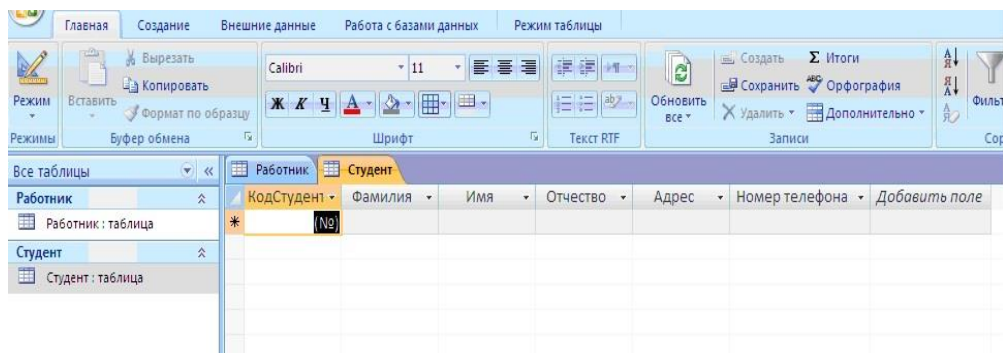 Главная Создание Внешние данные Работа с базами данных Режим таблицы
Режим
Режимы
Вставить
Вырезать
Копировать
Формат по образцу
Буфер обмена
Calibri 11
Ж К Ч А
Шрифт
Текст RTF
Обновить
все
Создать
Сохранить
Удалить
Σ Итоги
ABC Орфография
Дополнительно
Записи
Все таблицы «
Работник
Работник : таблица
Студент
Студент : таблица
Работник Студент
КодСтудент Фамилия Имя Отчество Адрес Номер телефона Добавить поле
* (№)